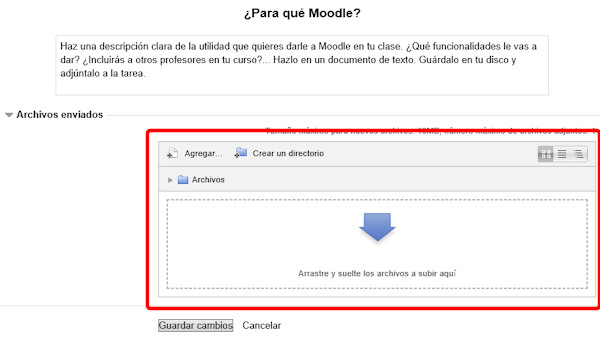 ¿Para qué Moodle?
Haz una descripción clara de la utilidad que quieres darle a Moodle en tu clase. ¿Qué funcionalidades le vas a
dar? ¿Incluirás a otros profesores en tu curso?... Hazlo en un documento de texto. Guárdalo en tu disco y
adjúntalo a la tarea.
Archivos enviados
Tamaño máximo para nuevos archivos: 10MB, número máximo de archivos adjuntos: 1
Agregar... Crear un directorio
Archivos
Arrastre y suelte los archivos a subir aquí
Guardar cambios Cancelar